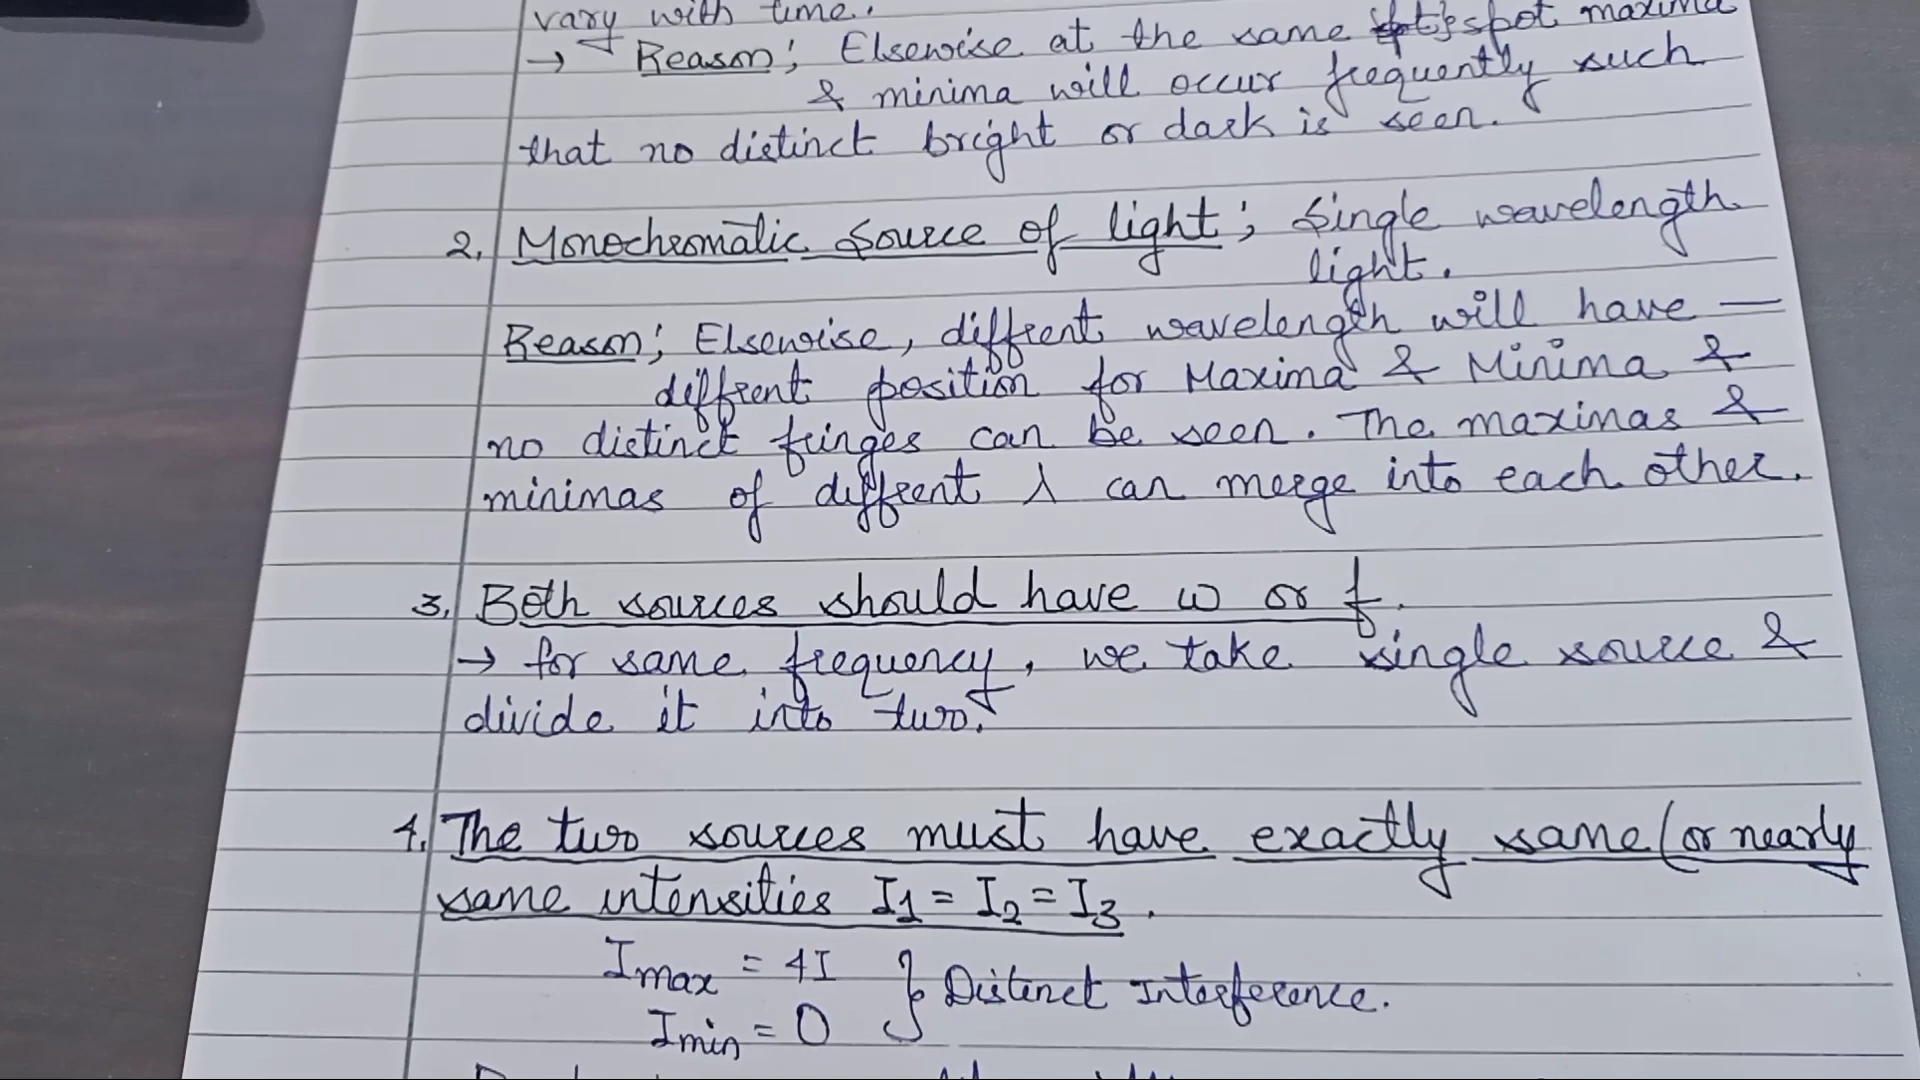 vary with time.
→ Reason; Elsewise at the same spot maxima
& minima will occur frequently such
that no distinct bright or dark is seen.
2. Monochromatic Source of light; Single wavelength
light.
Reason; Elsewise, diffrent wavelength will have —
diffrent position for Maxima & Minima &
no distinct fringes can be seen. The maximas &
minimas of diffrent λ can merge into each other.
3. Both sources should have ω or f.
→ for same frequency, we take single source &
divide it into two.
4. The two sources must have exactly same (or nearly
same intensities I1 = I2 = I3.
Imax = 4I } Distinct Interference.
Imin = 0